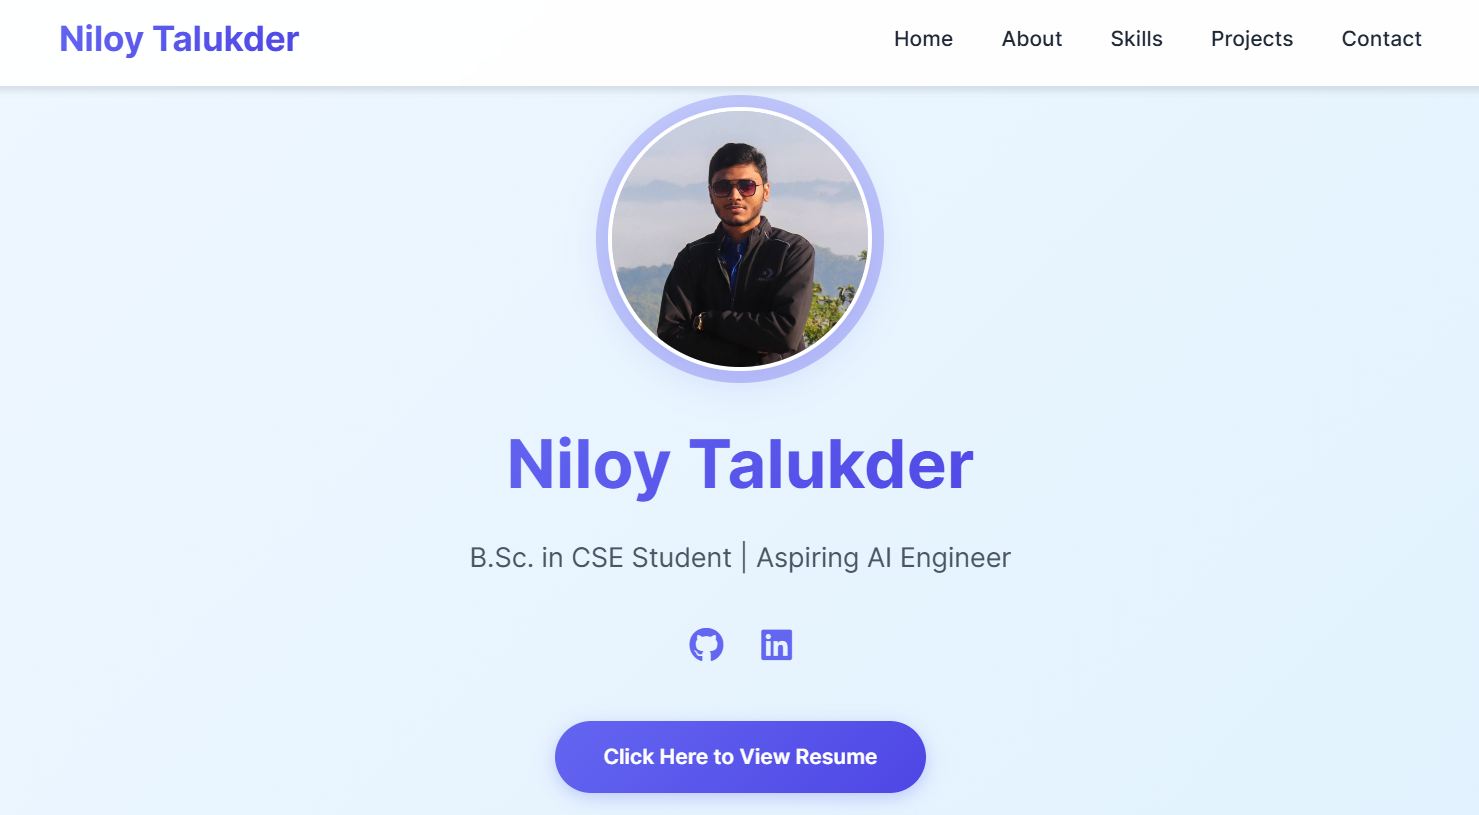 Niloy Talukder
Home
About
Skills
Projects
Contact
Niloy Talukder
B.Sc. in CSE Student | Aspiring AI Engineer
Click Here to View Resume